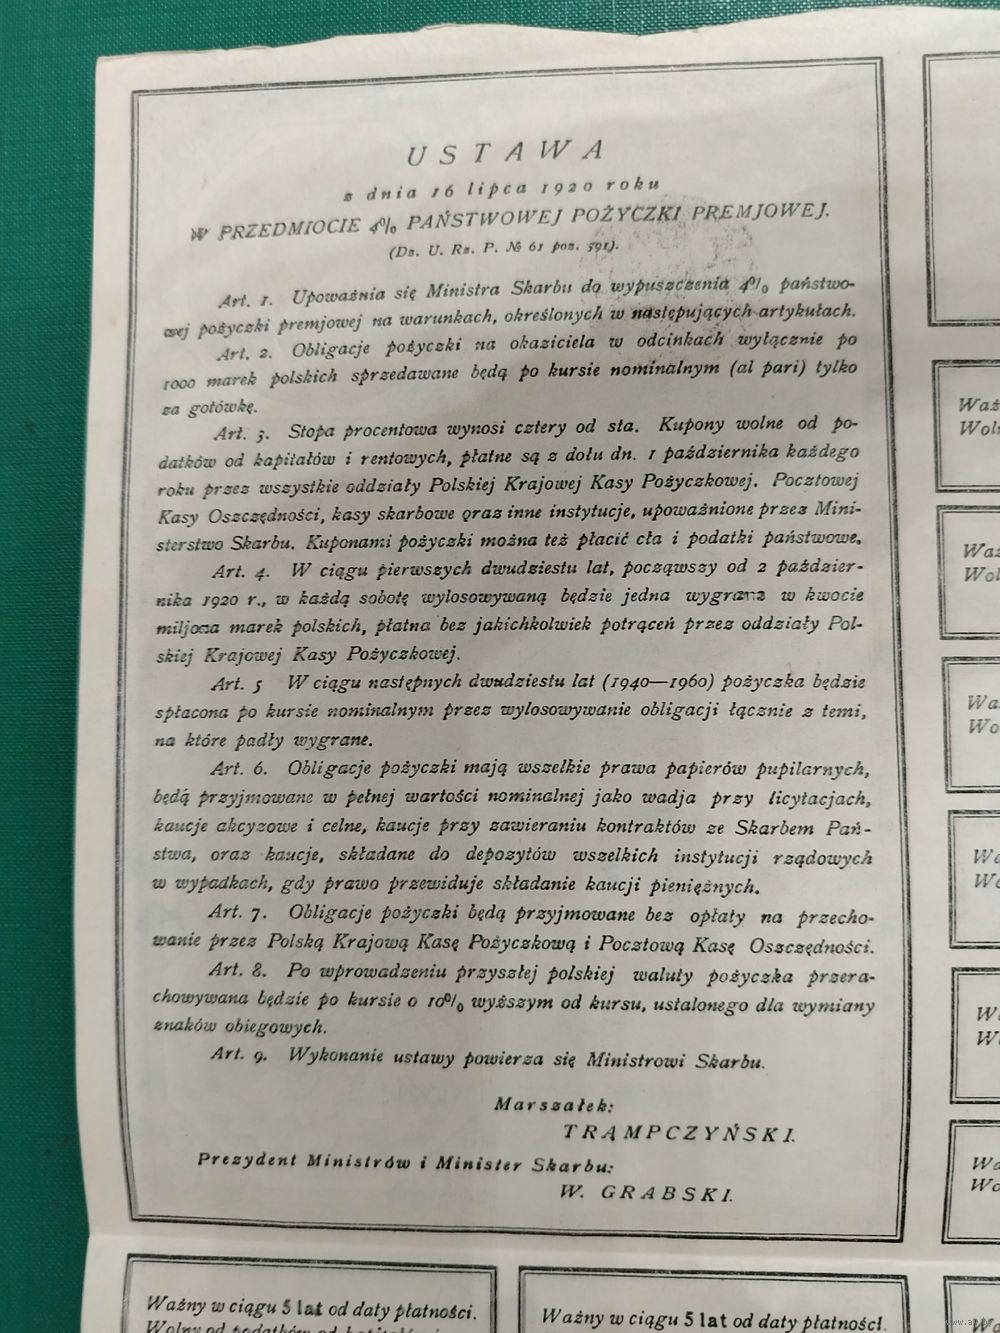 USTAWA
z dnia 16 lipca 1920 roku
W PRZEDMIOCIE 4% PAŃSTWOWEJ POŻYCZKI PREMJOWEJ.
(Dz. U. Rz. P. № 61 poz. 391).
Art. 1. Upoważnia się Ministra Skarbu do wypuszczenia 4% państwo-
wej pożyczki premjowej na warunkach, określonych w następujących artykułach.
Art. 2. Obligacje pożyczki na okaziciela w odcinkach wyłącznie po
1000 marek polskich sprzedawane będą po kursie nominalnym (al pari) tylko
za gotówkę.
Art. 3. Stopa procentowa wynosi cztery od sta. Kupony wolne od po-
datków od kapitałów i rentowych, płatne są z dołu dn. 1 października każdego
roku przez wszystkie oddziały Polskiej Krajowej Kasy Pożyczkowej. Pocztowej
Kasy Oszczędności, kasy skarbowe oraz inne instytucje, upoważnione przez Mini-
sterstwo Skarbu. Kuponami pożyczki można też płacić cła i podatki państwowe.
Art. 4. W ciągu pierwszych dwudziestu lat, począwszy od 2 paździer-
nika 1920 r., w każdą sobotę wylosowywaną będzie jedna wygrana w kwocie
miljona marek polskich, płatna bez jakichkolwiek potrąceń przez oddziały Pol-
skiej Krajowej Kasy Pożyczkowej.
Art. 5 W ciągu następnych dwudziestu lat (1940—1960) pożyczka będzie
spłacona po kursie nominalnym przez wylosowywanie obligacji łącznie z temi,
na które padły wygrane.
Art. 6. Obligacje pożyczki mają wszelkie prawa papierów pupilarnych,
będą przyjmowane w pełnej wartości nominalnej jako wadja przy licytacjach,
kaucje akcyzowe i celne, kaucje przy zawieraniu kontraktów ze Skarbem Pań-
stwa, oraz kaucje, składane do depozytów wszelkich instytucji rządowych
w wypadkach, gdy prawo przewiduje składanie kaucji pieniężnych.
Art. 7. Obligacje pożyczki będą przyjmowane bez opłaty na przecho-
wanie przez Polską Krajową Kasę Pożyczkową i Pocztową Kasę Oszczędności.
Art. 8. Po wprowadzeniu przyszłej polskiej waluty pożyczka przera-
chowywana będzie po kursie o 10% wyższym od kursu, ustalonego dla wymiany
znaków obiegowych.
Art. 9. Wykonanie ustawy powierza się Ministrowi Skarbu.
Marszałek:
TRĄMPCZYŃSKI.
Prezydent Ministrów i Minister Skarbu:
W. GRABSKI.
Ważny w ciągu 5 lat od daty płatności.
Wolny od podatków od
Ważny w ciągu 5 lat od daty płatności.